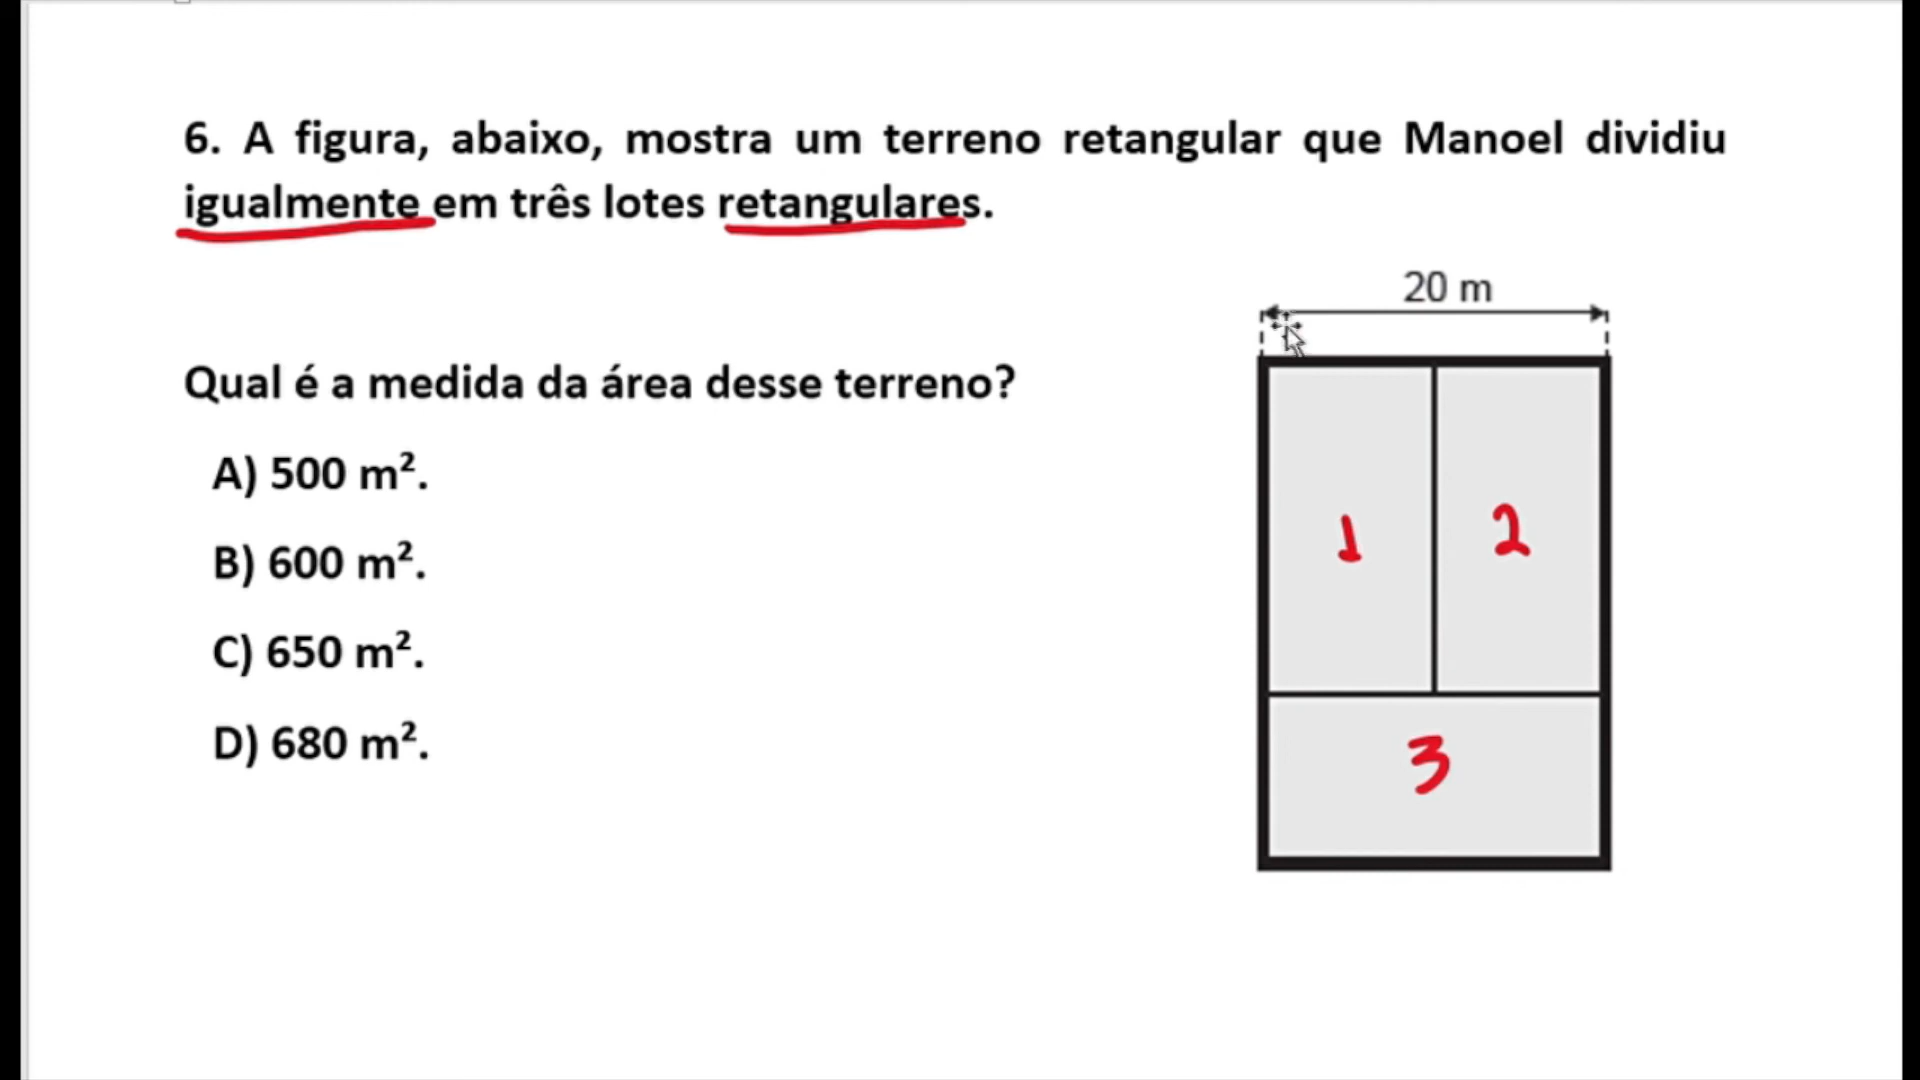 6. A figura, abaixo, mostra um terreno retangular que Manoel dividiu
igualmente em três lotes retangulares.
20 m
Qual é a medida da área desse terreno?
A) 500 m².
B) 600 m².
C) 650 m².
D) 680 m².
1
2
3